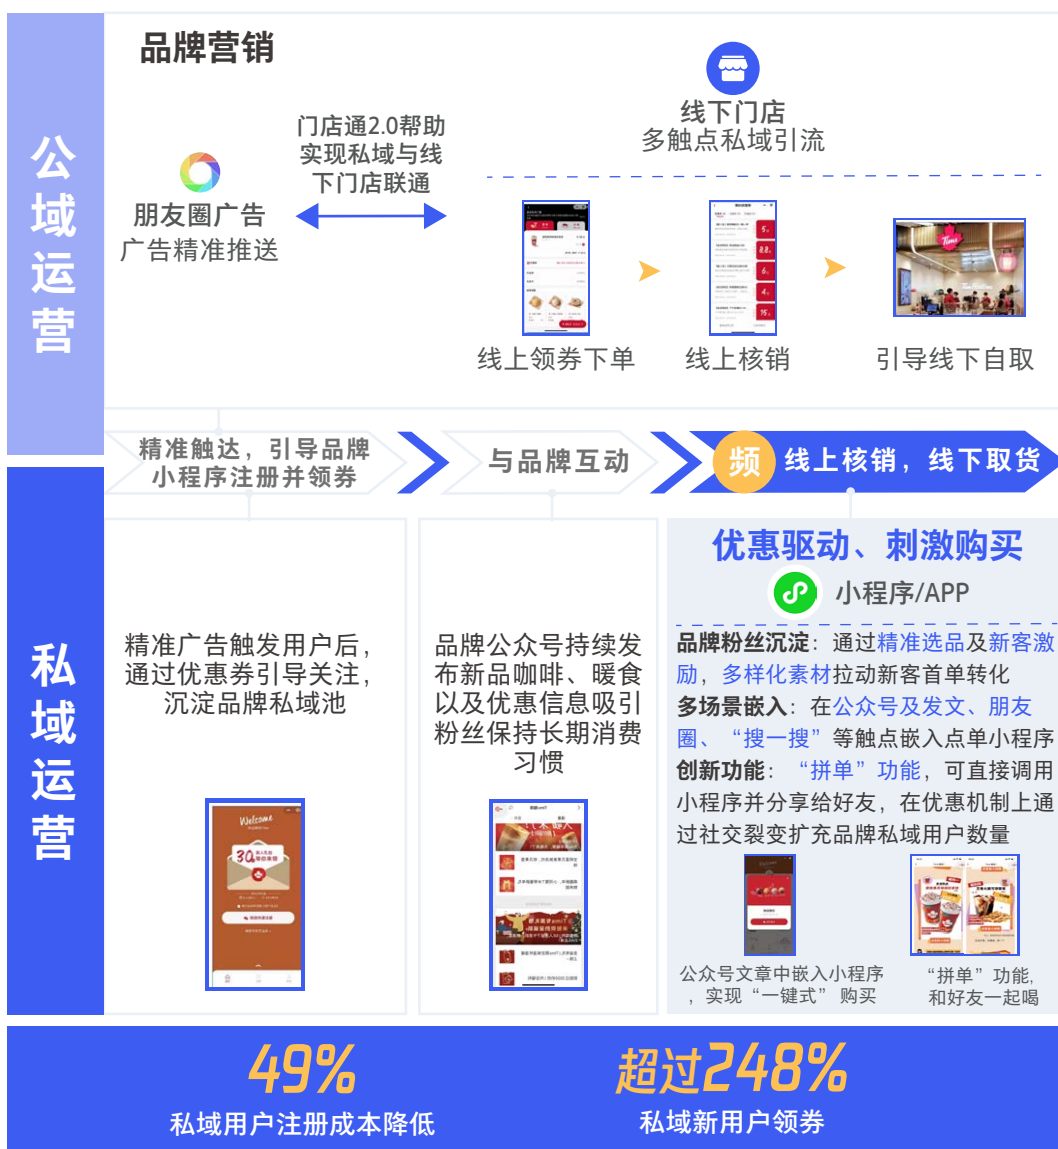 公域运营
品牌营销
线下门店
多触点私域引流
门店通2.0帮助
实现私域与线
下门店联通
朋友圈广告
广告精准推送
线上领券下单
线上核销
引导线下自取
精准触达，引导品牌
小程序注册并领券
与品牌互动
频
线上核销，线下取货
私域运营
精准广告触发用户后，
通过优惠券引导关注，
沉淀品牌私域池
Welcome
品牌公众号持续发
布新品咖啡、暖食
以及优惠信息吸引
粉丝保持长期消费
习惯
优惠驱动、刺激购买
小程序/APP
品牌粉丝沉淀：通过精准选品及新客激
励，多样化素材拉动新客首单转化
多场景嵌入：在公众号及发文、朋友
圈、“搜一搜”等触点嵌入点单小程序
创新功能：“拼单”功能，可直接调用
小程序并分享给好友，在优惠机制上通
过社交裂变扩充品牌私域用户数量
公众号文章中嵌入小程序
，实现“一键式” 购买
“拼单”功能,
和好友一起喝
49%
私域用户注册成本降低
超过248%
私域新用户领券